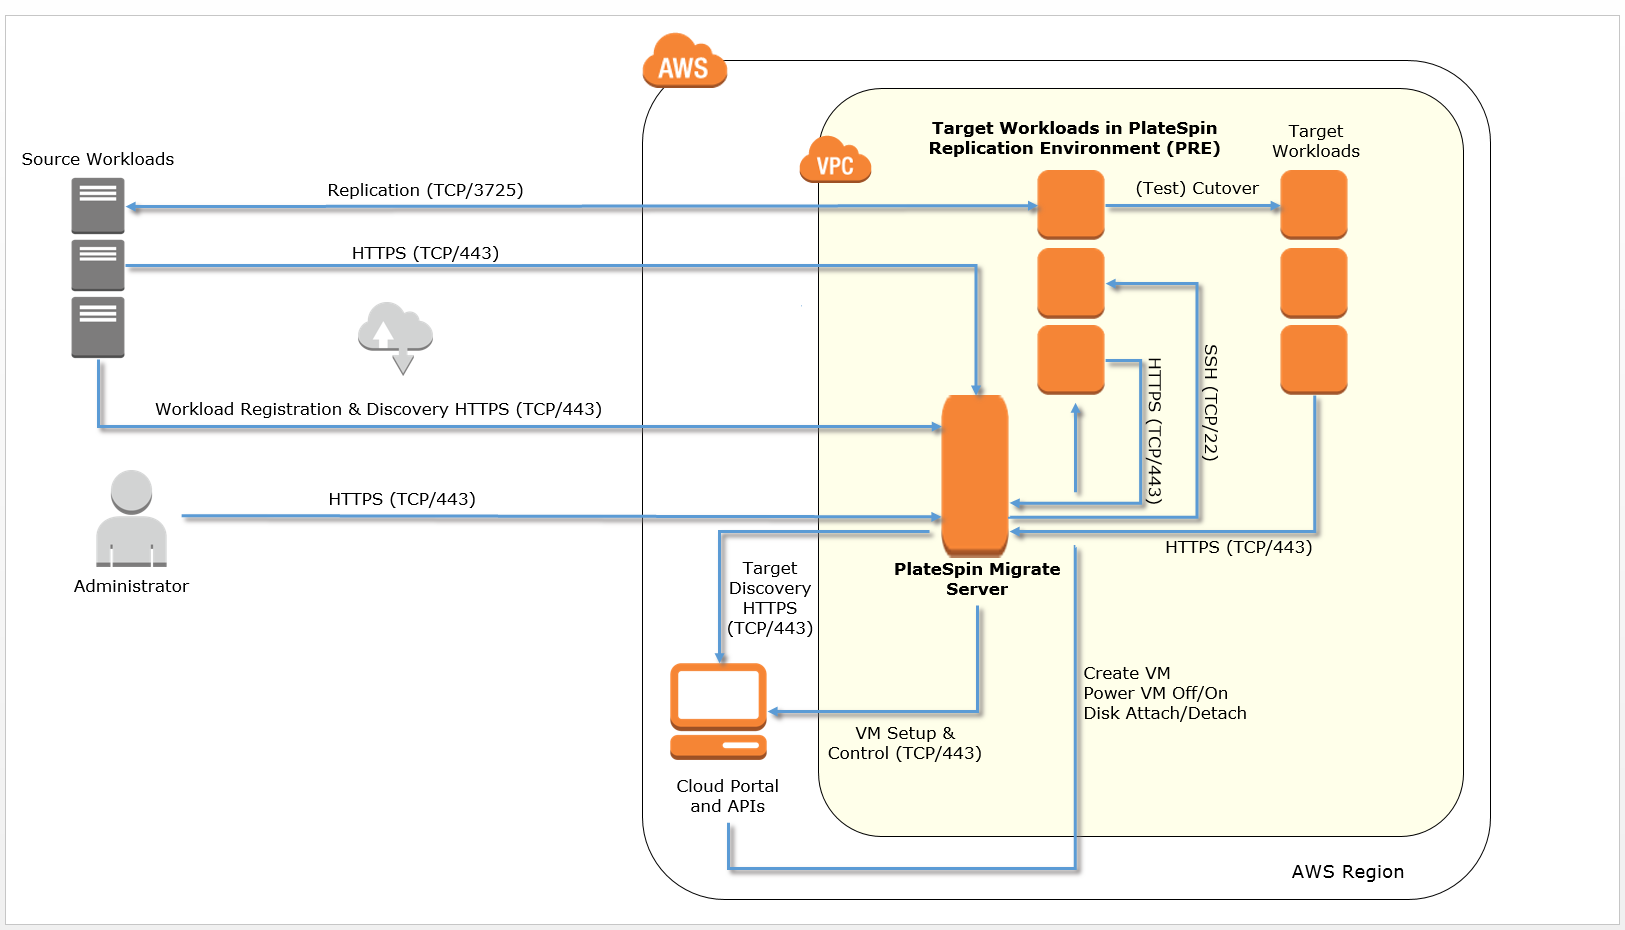 AWS
Target Workloads in PlateSpin
Replication Environment (PRE)
Target
Workloads
VPC
Source Workloads
Replication (TCP/3725)
(Test) Cutover
HTTPS (TCP/443)
Workload Registration & Discovery HTTPS (TCP/443)
HTTPS (TCP/443)
SSH (TCP/22)
HTTPS (TCP/443)
HTTPS (TCP/443)
Administrator
PlateSpin Migrate
Server
Target
Discovery
HTTPS
(TCP/443)
Create VM
Power VM Off/On
Disk Attach/Detach
VM Setup &
Control (TCP/443)
Cloud Portal
and APIs
AWS Region